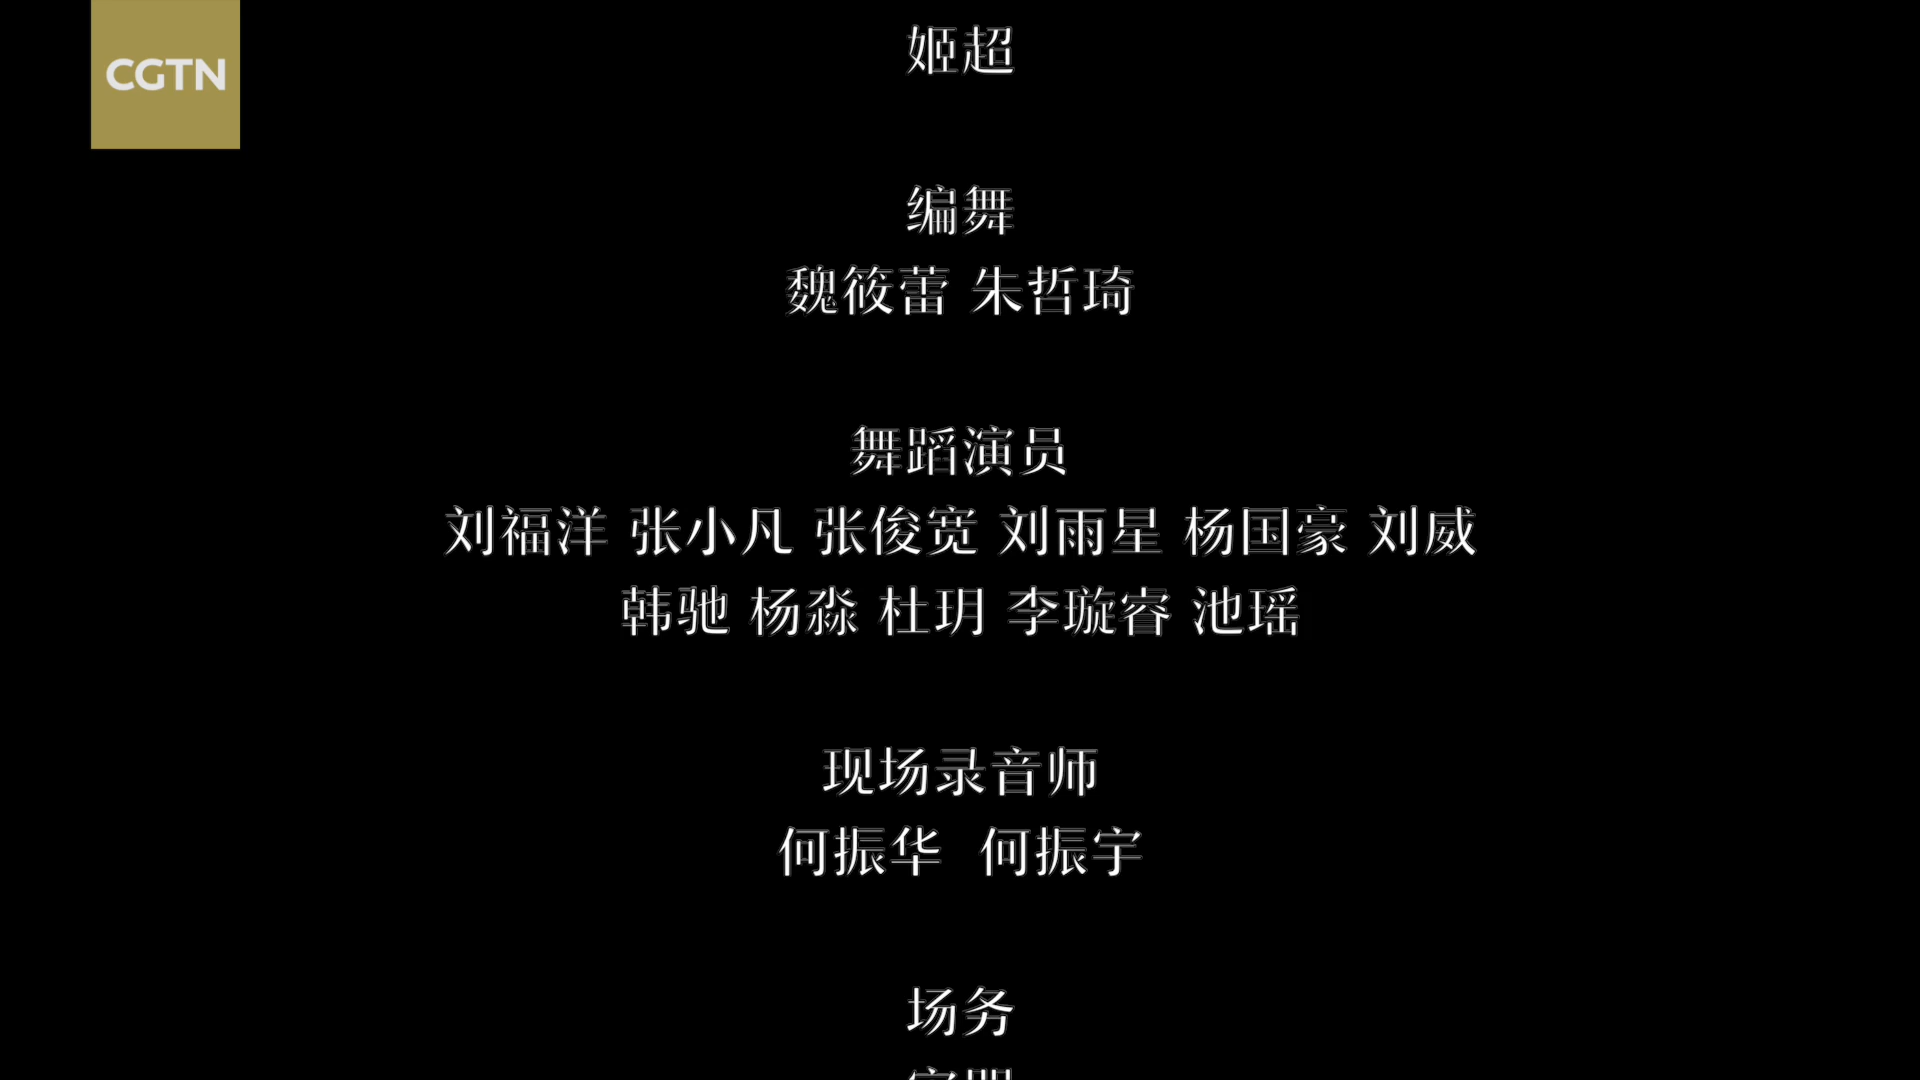 CGTN
姬超
编舞
魏筱蕾 朱哲琦
舞蹈演员
刘福洋 张小凡 张俊宽 刘雨星 杨国豪 刘威
韩驰 杨淼 杜玥 李璇睿 池瑶
现场录音师
何振华 何振宇
场务